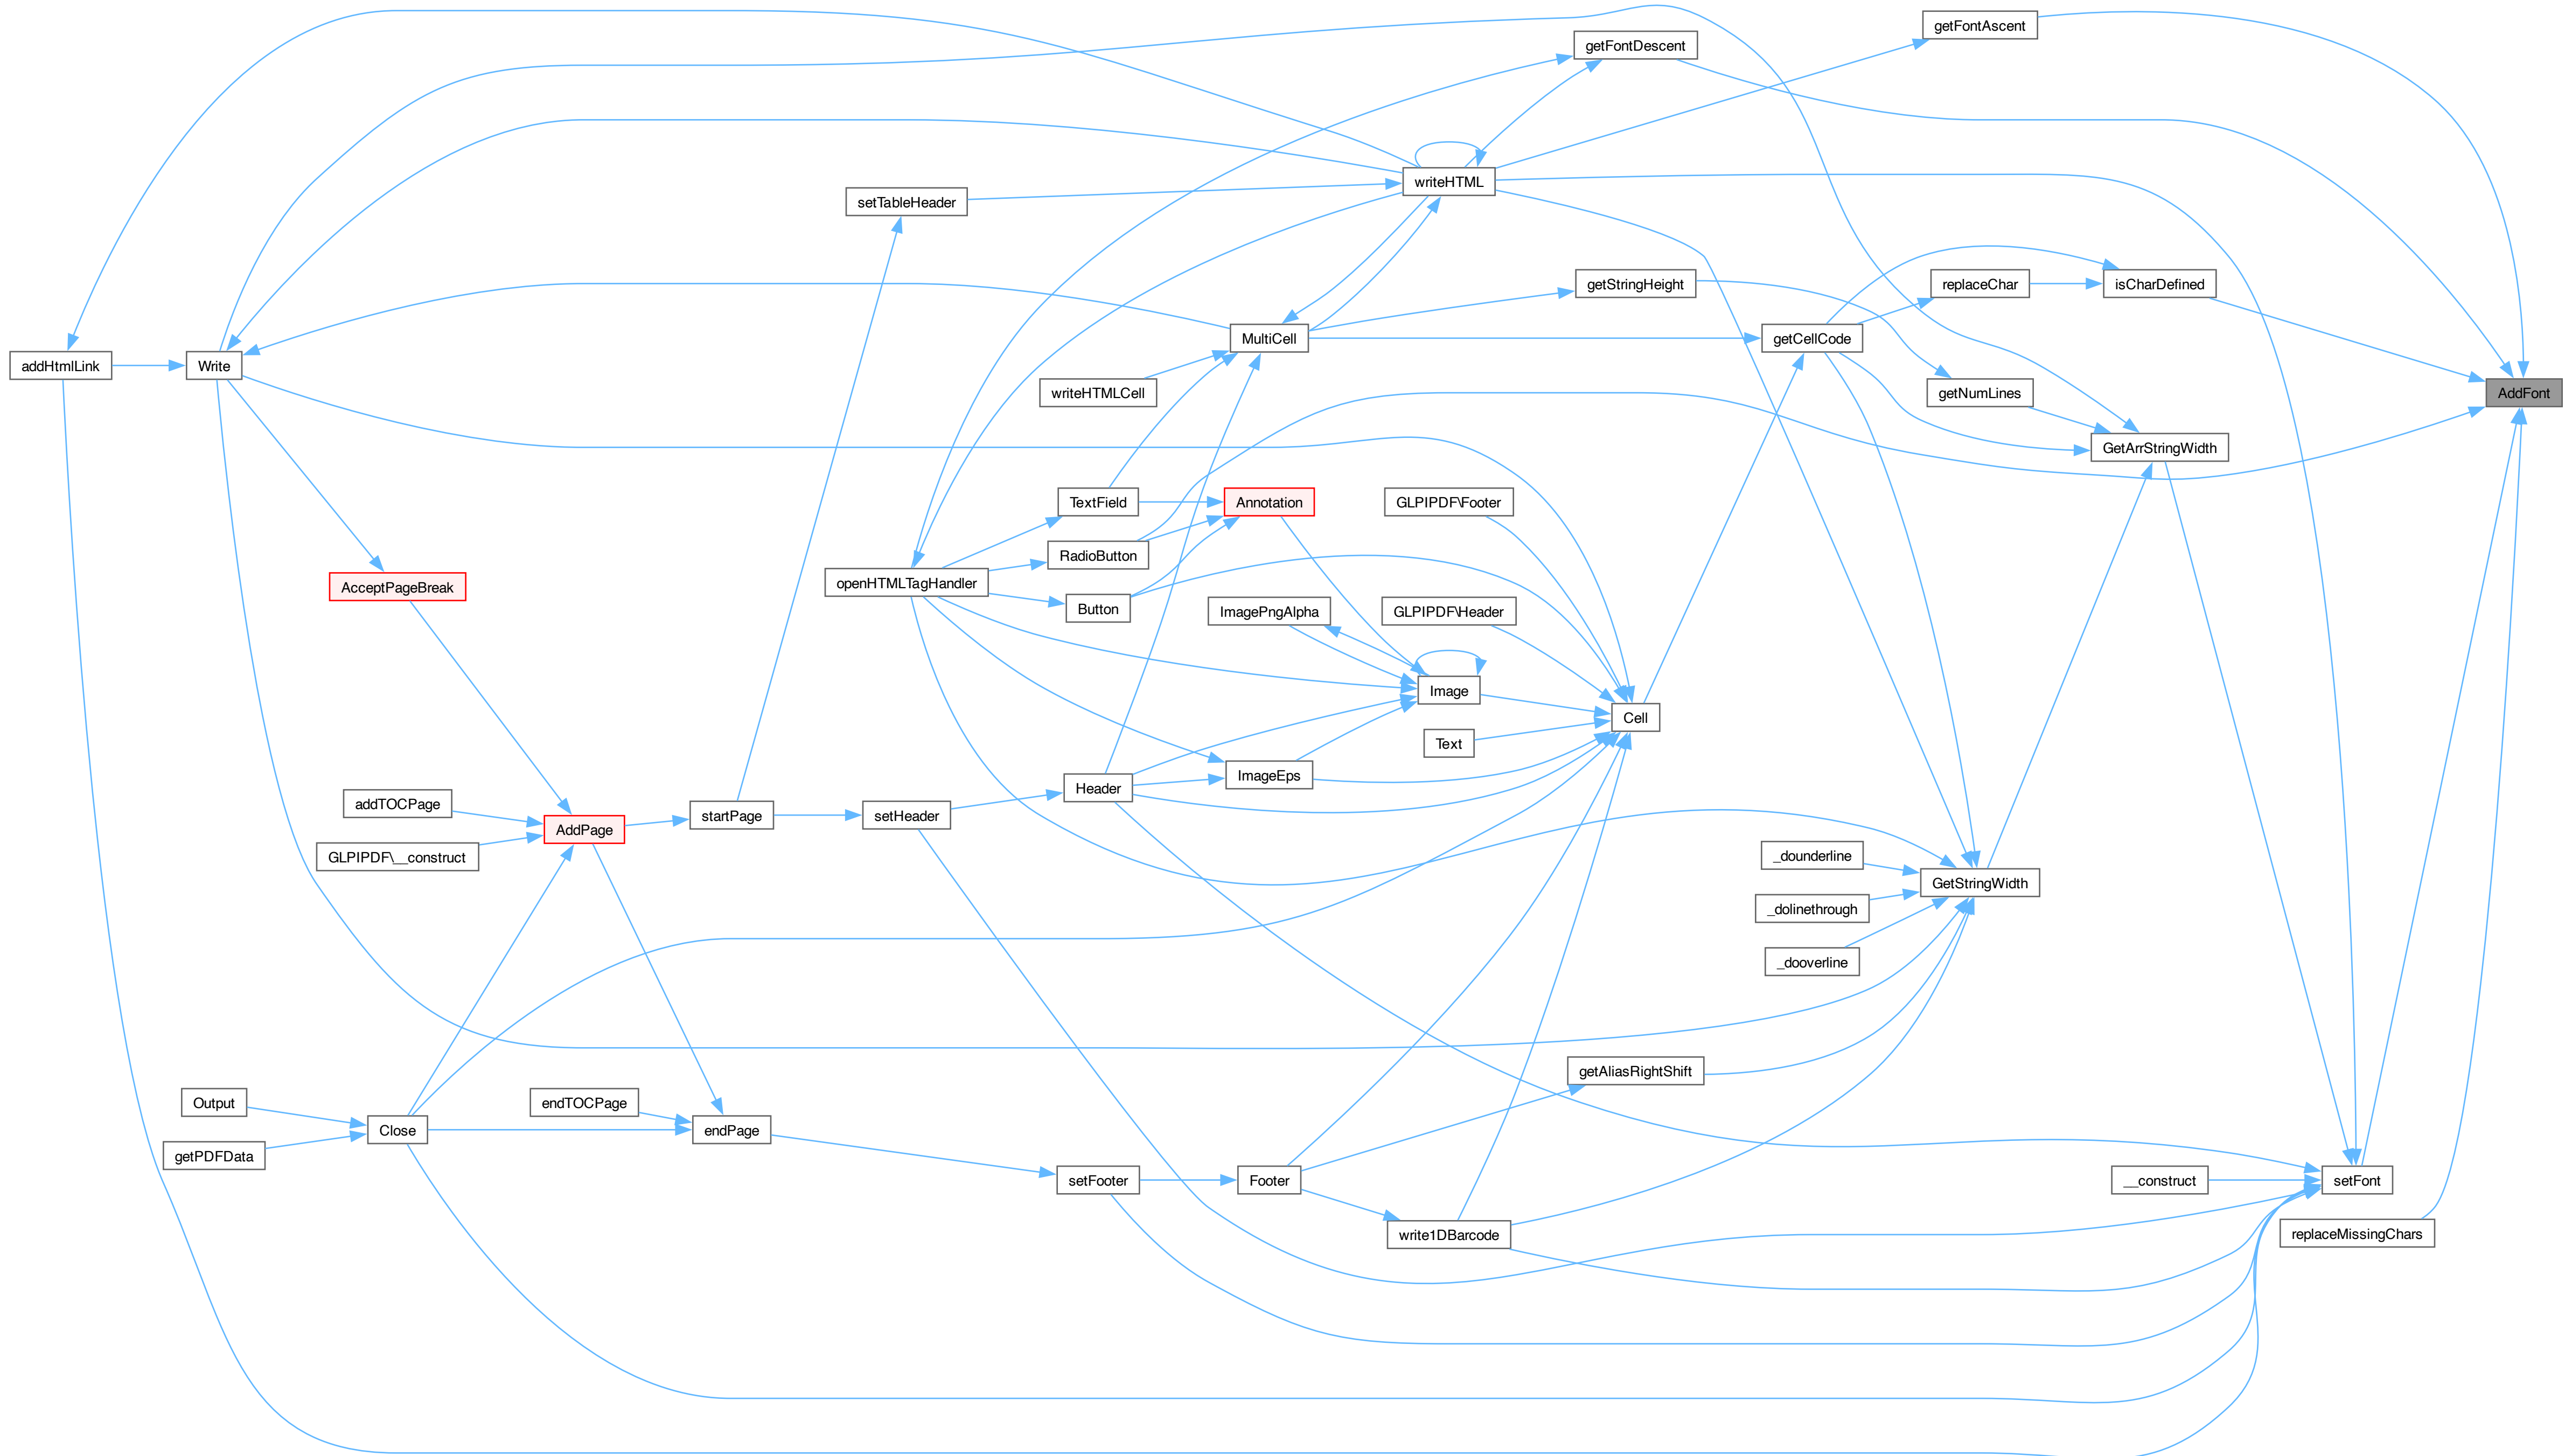 getFontAscent
getFontDescent
writeHTML
setTableHeader
getStringHeight
replaceChar
isCharDefined
MultiCell
getCellCode
addHtmlLink
Write
writeHTMLCell
getNumLines
AddFont
GetArrStringWidth
TextField
Annotation
GLPIPDF\Footer
RadioButton
AcceptPageBreak
openHTMLTagHandler
Button
ImagePngAlpha
GLPIPDF\Header
Image
Cell
Text
ImageEps
Header
addTOCPage
AddPage
startPage
setHeader
GLPIPDF\__construct
_dounderline
GetStringWidth
_dolinethrough
_dooverline
getAliasRightShift
Output
endTOCPage
Close
endPage
getPDFData
setFooter
Footer
__construct
setFont
write1DBarcode
replaceMissingChars